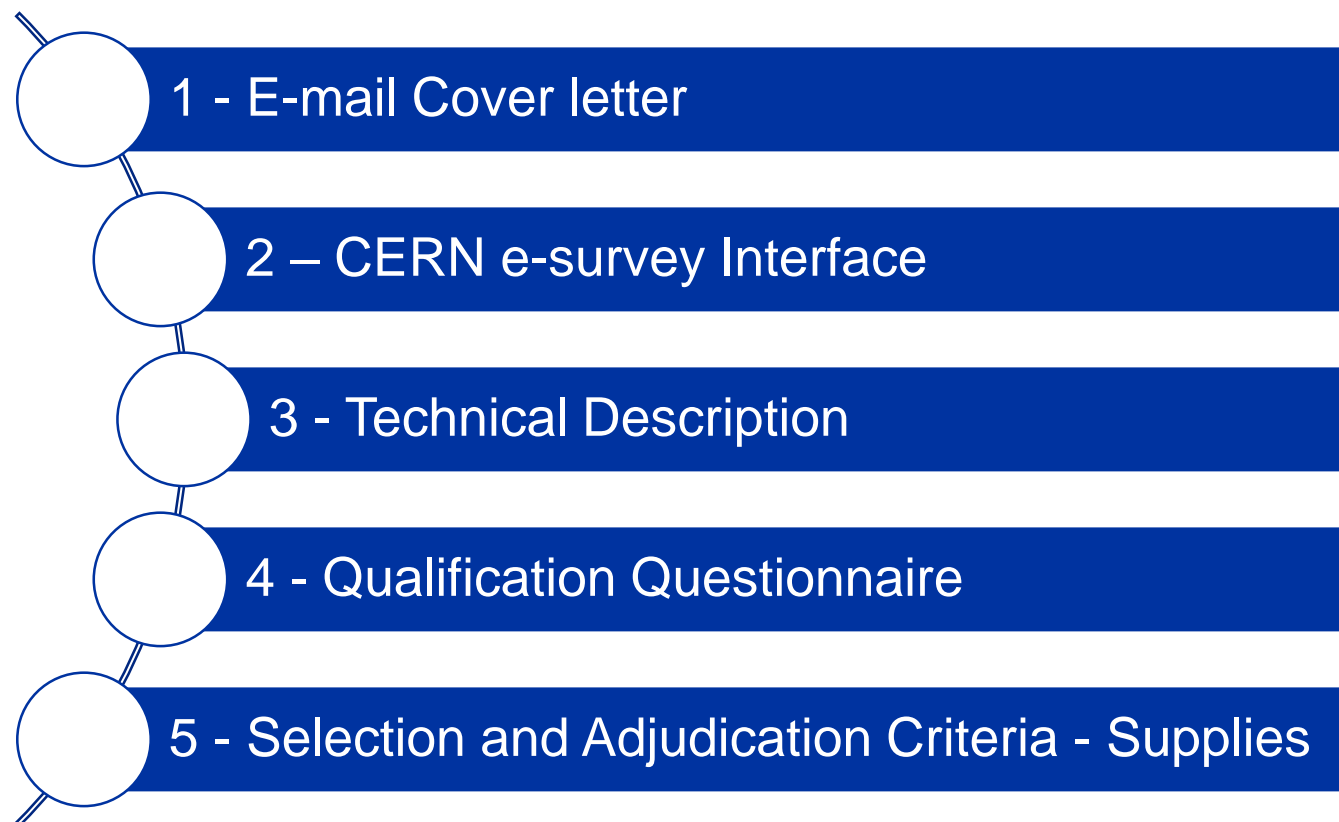 1 - E-mail Cover letter
2 – CERN e-survey Interface
3 - Technical Description
4 - Qualification Questionnaire
5 - Selection and Adjudication Criteria - Supplies